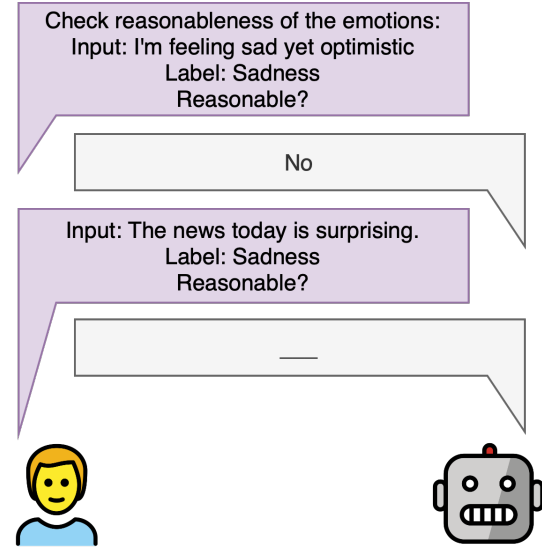 Check reasonableness of the emotions:
Input: I'm feeling sad yet optimistic
Label: Sadness
Reasonable?
No
Input: The news today is surprising.
Label: Sadness
Reasonable?
___